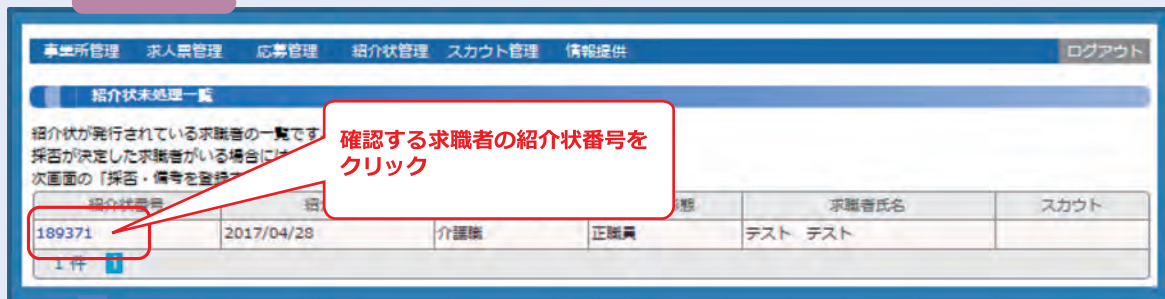 事業所管理 求人票管理 応募管理 紹介状管理 スカウト管理 情報提供 ログアウト
紹介状未処理一覧
紹介状が発行されている求職者の一覧です
採否が決定した求職者がいる場合には
次画面の「採否・備考を登録
確認する求職者の紹介状番号を
クリック
紹介状番号 求職者氏名 スカウト
189371 2017/04/28 介護職 正職員 テスト テスト
1 件 1